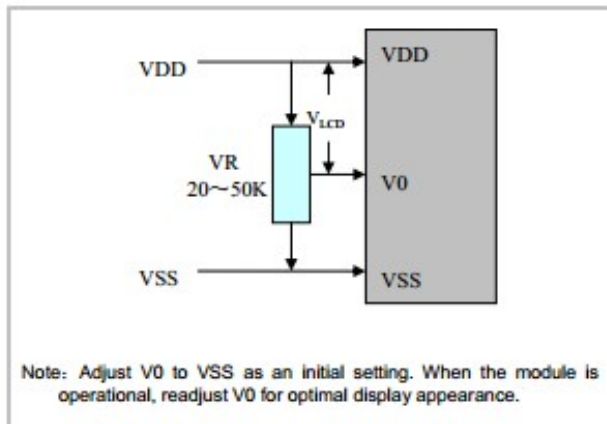 VDD
VDD
V_LCD
VR
20～50K
V0
VSS
VSS
Note： Adjust V0 to VSS as an initial setting. When the module is
operational, readjust V0 for optimal display appearance.